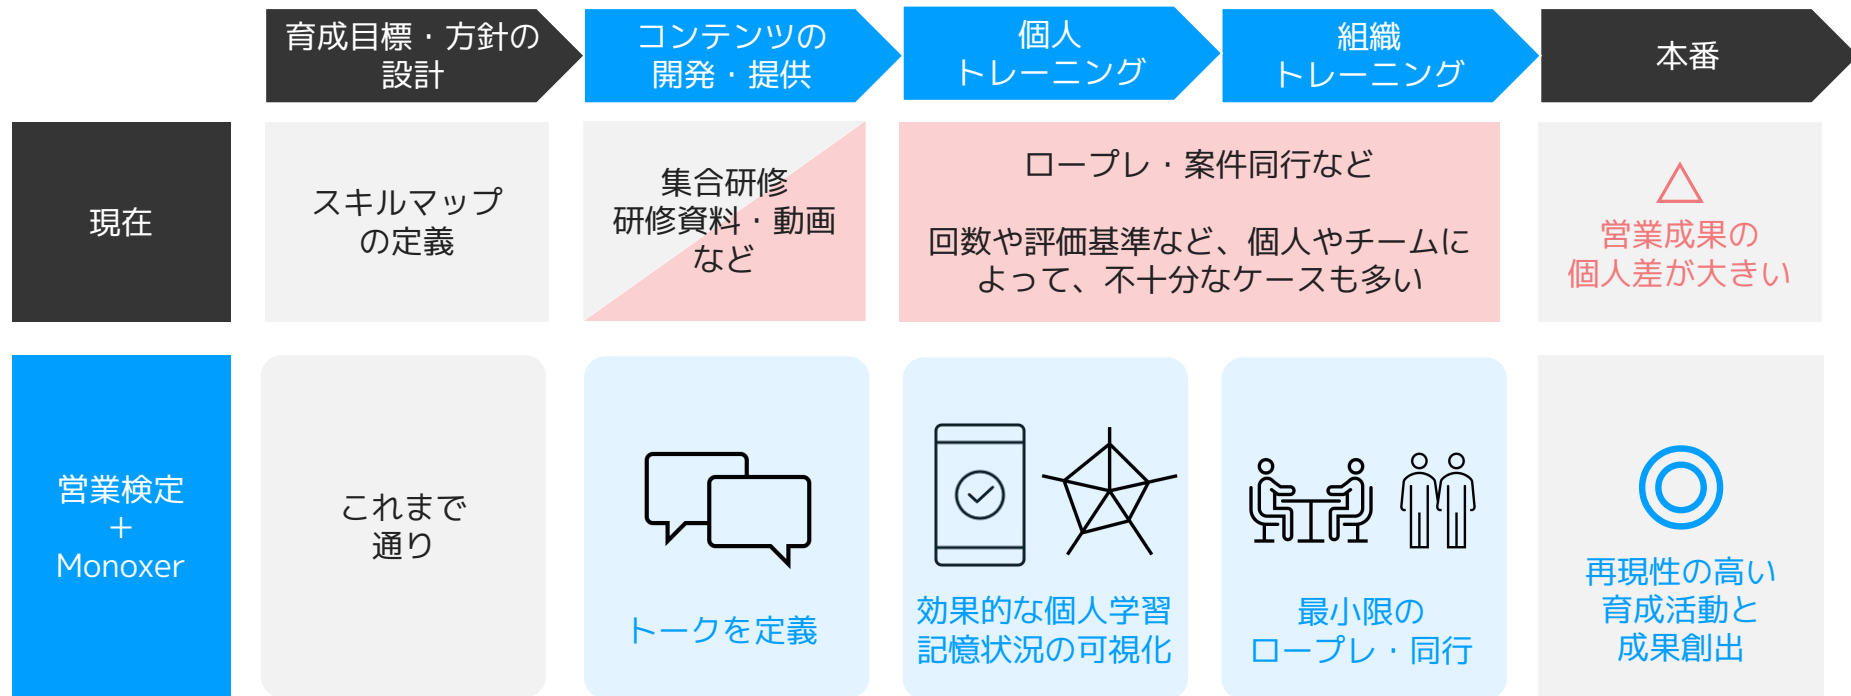 育成目標・方針の
設計
コンテンツの
開発・提供
個人
トレーニング
組織
トレーニング
本番
現在
スキルマップ
の定義
集合研修
研修資料・動画
など
ロープレ・案件同行など
回数や評価基準など、個人やチームに
よって、不十分なケースも多い
△
営業成果の
個人差が大きい
営業検定
+
Monoxer
これまで
通り
トークを定義
効果的な個人学習
記憶状況の可視化
最小限の
ロープレ・同行
◎
再現性の高い
育成活動と
成果創出